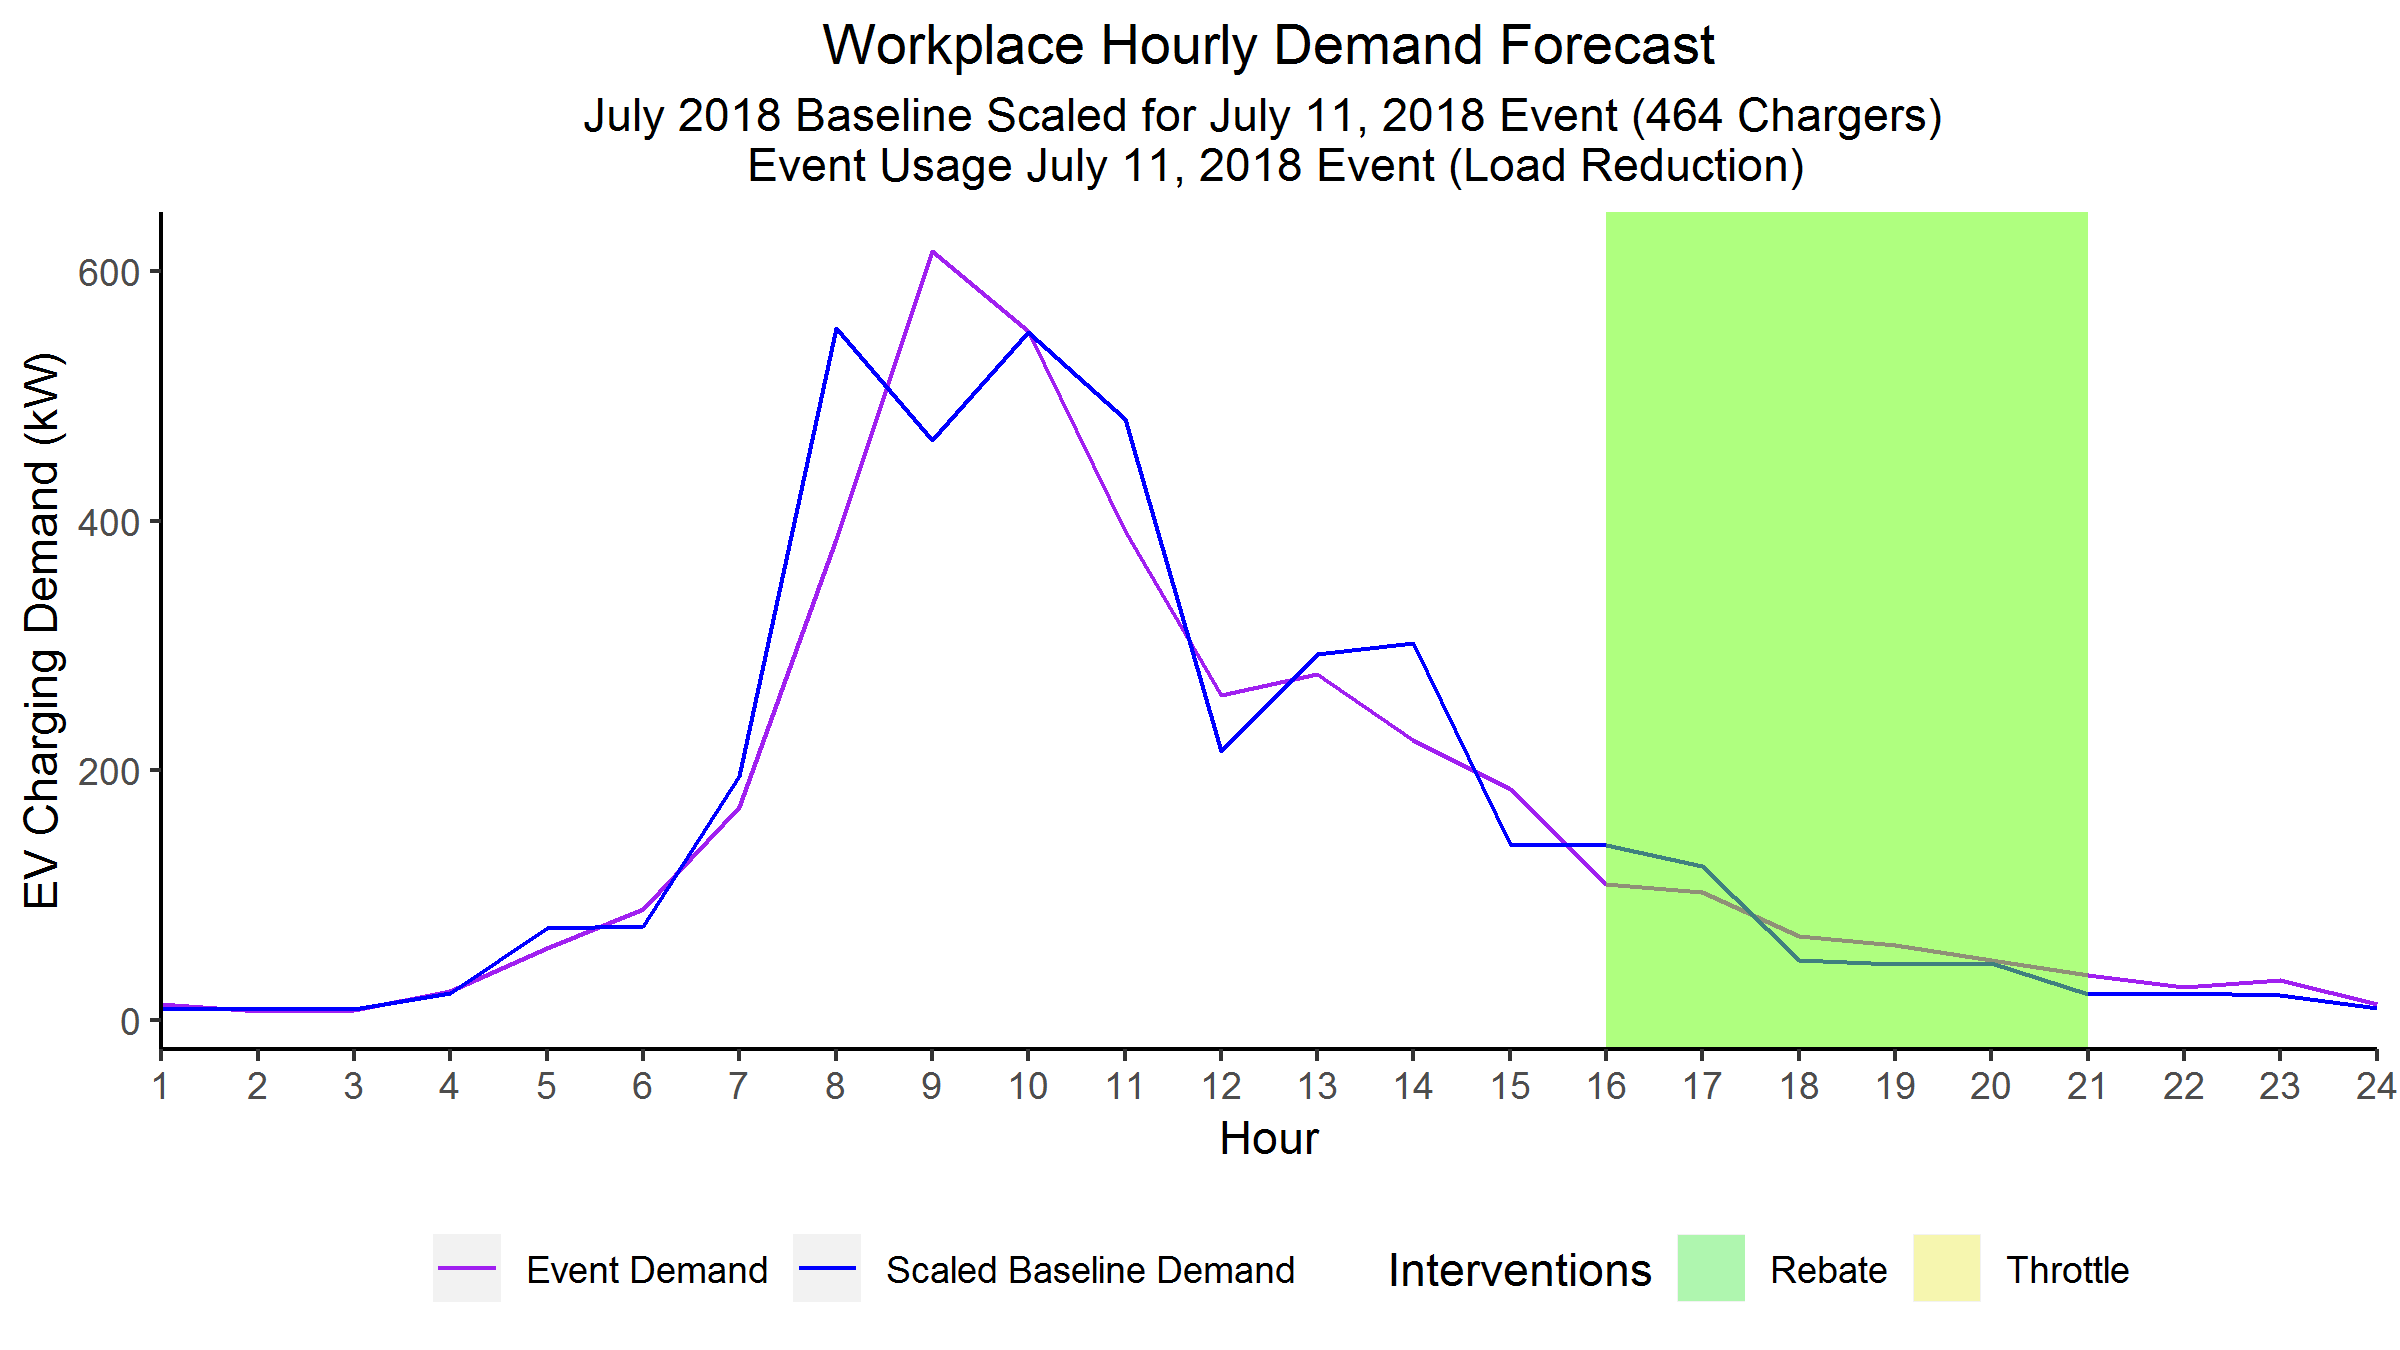 Workplace Hourly Demand Forecast
July 2018 Baseline Scaled for July 11, 2018 Event (464 Chargers)
Event Usage July 11, 2018 Event (Load Reduction)
EV Charging Demand (kW)
600
400
200
0
1 2 3 4 5 6 7 8 9 10 11 12 13 14 15 16 17 18 19 20 21 22 23 24
Hour
Event Demand Scaled Baseline Demand Interventions Rebate Throttle